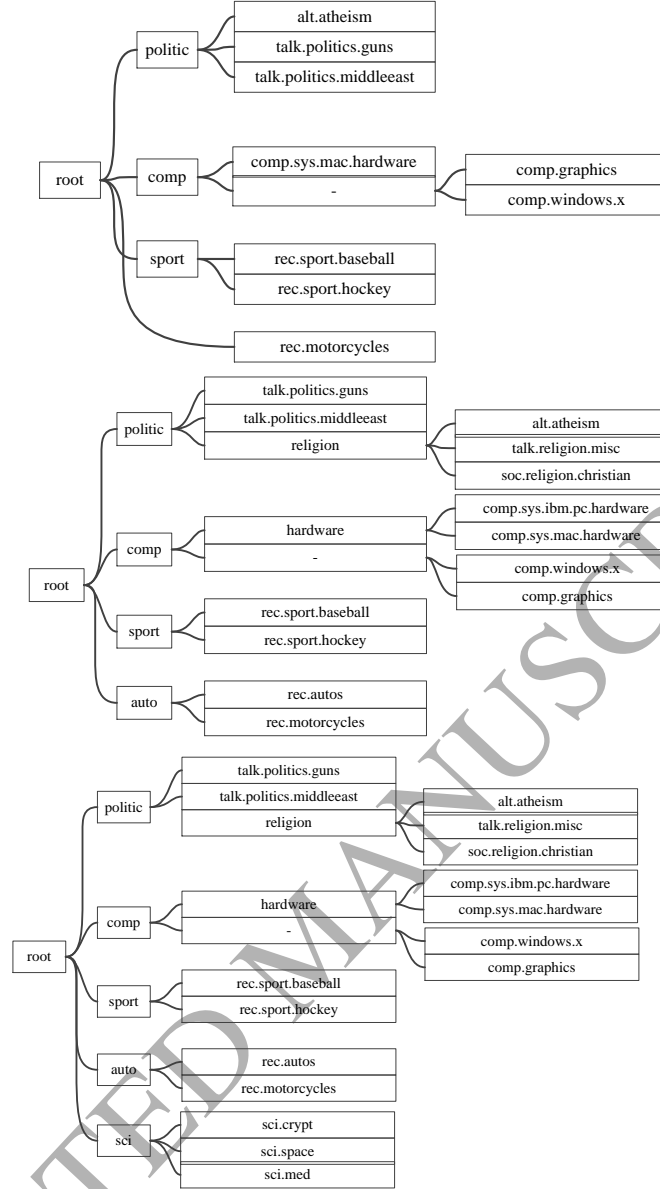 alt.atheism
politic
talk.politics.guns
talk.politics.middleeast
root
comp
comp.sys.mac.hardware
-
comp.graphics
comp.windows.x
sport
rec.sport.baseball
rec.sport.hockey
rec.motorcycles
talk.politics.guns
politic
talk.politics.middleeast
religion
alt.atheism
talk.religion.misc
soc.religion.christian
root
comp
hardware
-
comp.sys.ibm.pc.hardware
comp.sys.mac.hardware
comp.windows.x
comp.graphics
sport
rec.sport.baseball
rec.sport.hockey
auto
rec.autos
rec.motorcycles
talk.politics.guns
politic
talk.politics.middleeast
religion
alt.atheism
talk.religion.misc
soc.religion.christian
root
comp
hardware
-
comp.sys.ibm.pc.hardware
comp.sys.mac.hardware
comp.windows.x
comp.graphics
sport
rec.sport.baseball
rec.sport.hockey
auto
rec.autos
rec.motorcycles
sci
sci.crypt
sci.space
sci.med
TED MANUSC